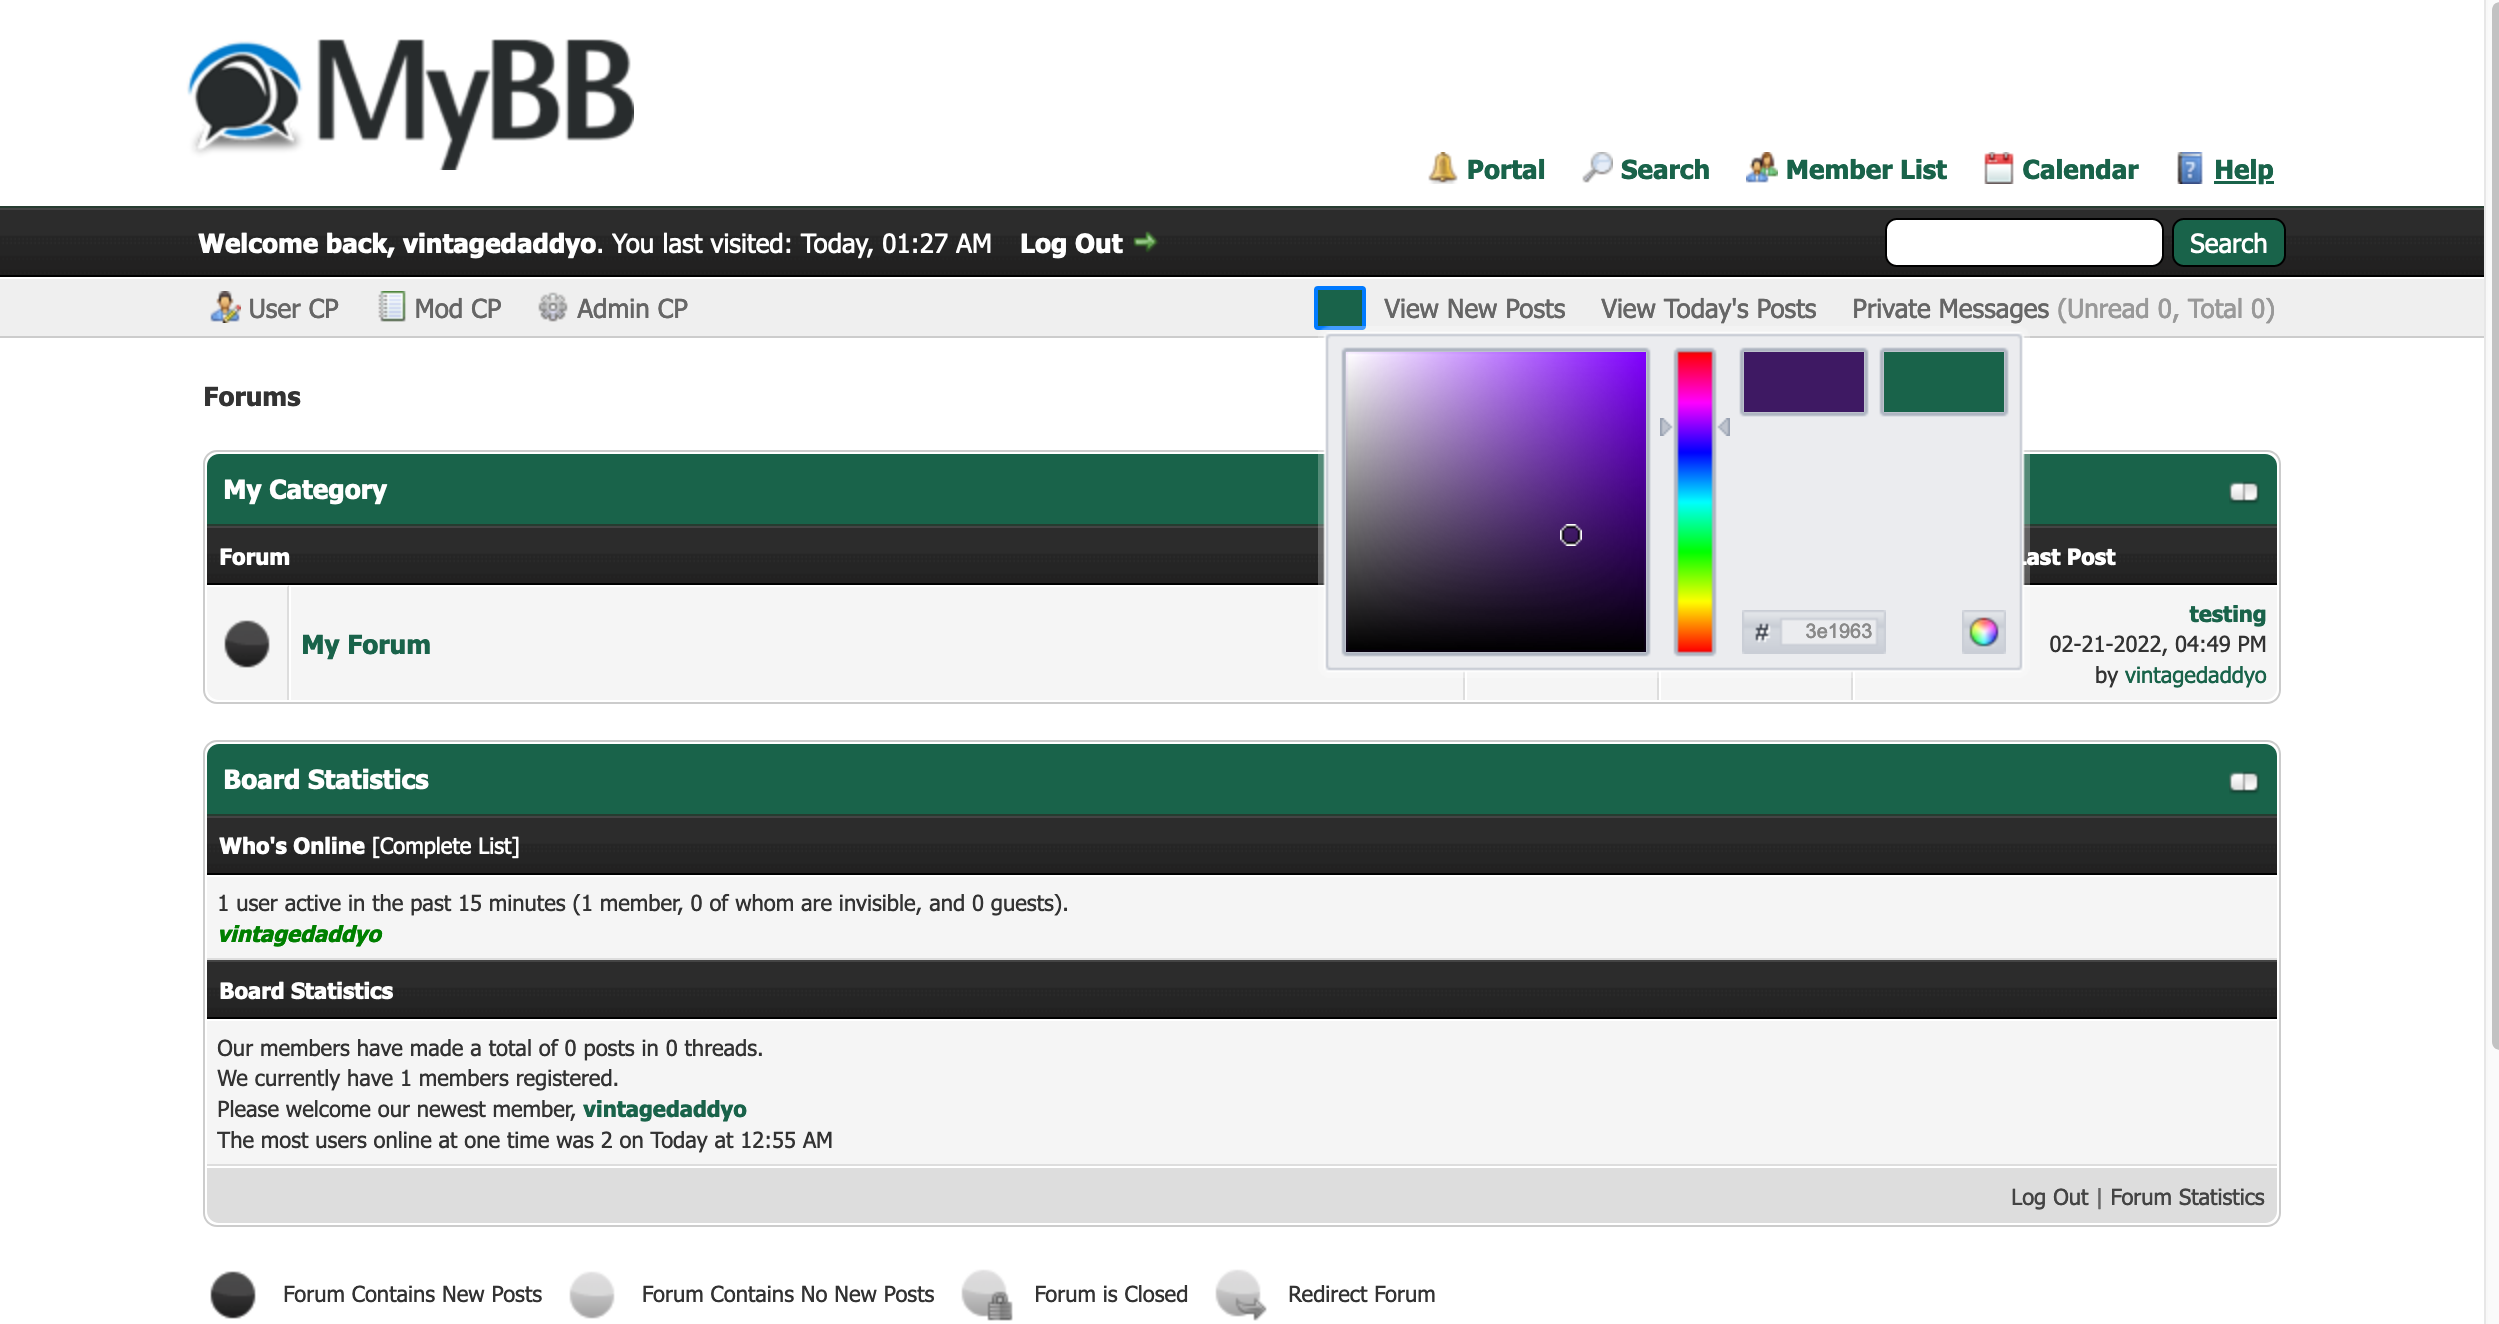 MyBB
Portal Search Member List Calendar Help
Welcome back, vintagedaddyo. You last visited: Today, 01:27 AM Log Out Search
User CP Mod CP Admin CP View New Posts View Today's Posts Private Messages (Unread 0, Total 0)
Forums
My Category
Forum ast Post
# 3e1963
My Forum
testing
02-21-2022, 04:49 PM
by vintagedaddyo
Board Statistics
Who's Online [Complete List]
1 user active in the past 15 minutes (1 member, 0 of whom are invisible, and 0 guests).
vintagedaddyo
Board Statistics
Our members have made a total of 0 posts in 0 threads.
We currently have 1 members registered.
Please welcome our newest member, vintagedaddyo
The most users online at one time was 2 on Today at 12:55 AM
Log Out | Forum Statistics
Forum Contains New Posts Forum Contains No New Posts Forum is Closed Redirect Forum